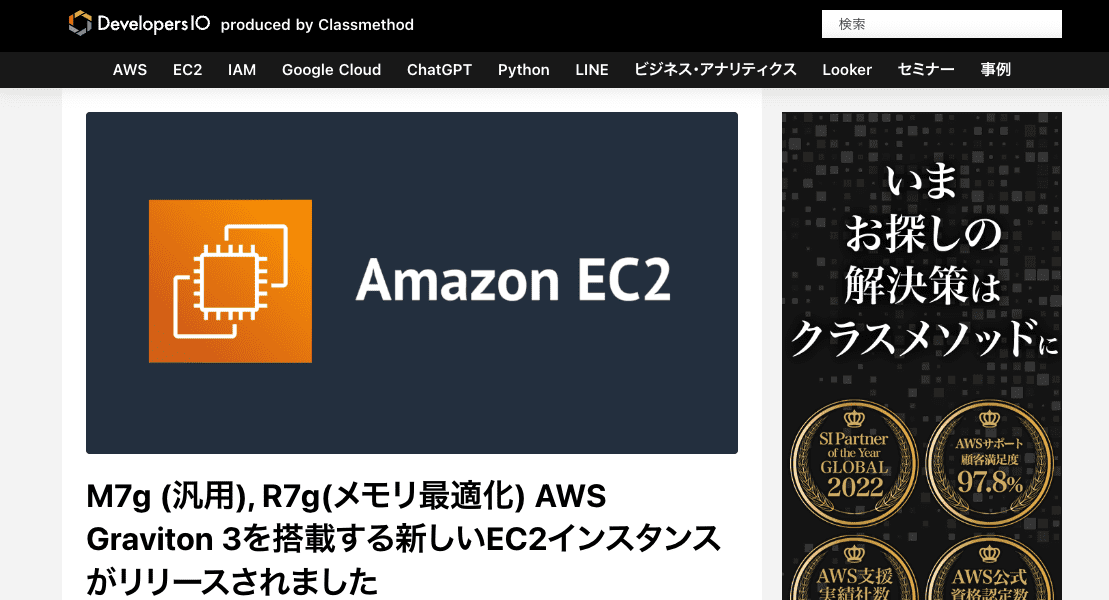 DevelopersIO produced by Classmethod
検索
AWS EC2 IAM Google Cloud ChatGPT Python LINE ビジネス・アナリティクス Looker セミナー 事例
Amazon EC2
M7g (汎用), R7g(メモリ最適化) AWS
Graviton 3を搭載する新しいEC2インスタンス
がリリースされました
いま
お探しの
解決策は
クラスメソッドに
SI Partner
of the Year
GLOBAL
2022
AWSサポート
顧客満足度
97.8%
AWS支援
実績社数
AWS公式
資格認定数